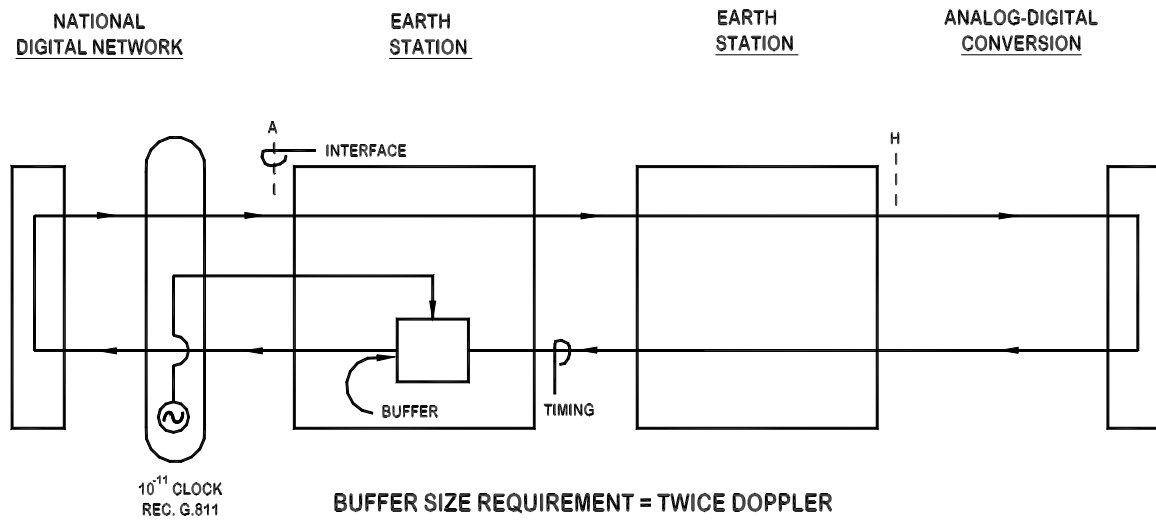 NATIONAL
DIGITAL NETWORK
EARTH
STATION
EARTH
STATION
ANALOG-DIGITAL
CONVERSION
A
INTERFACE
H
BUFFER
TIMING
10⁻¹¹ CLOCK
REC. G.811
BUFFER SIZE REQUIREMENT = TWICE DOPPLER